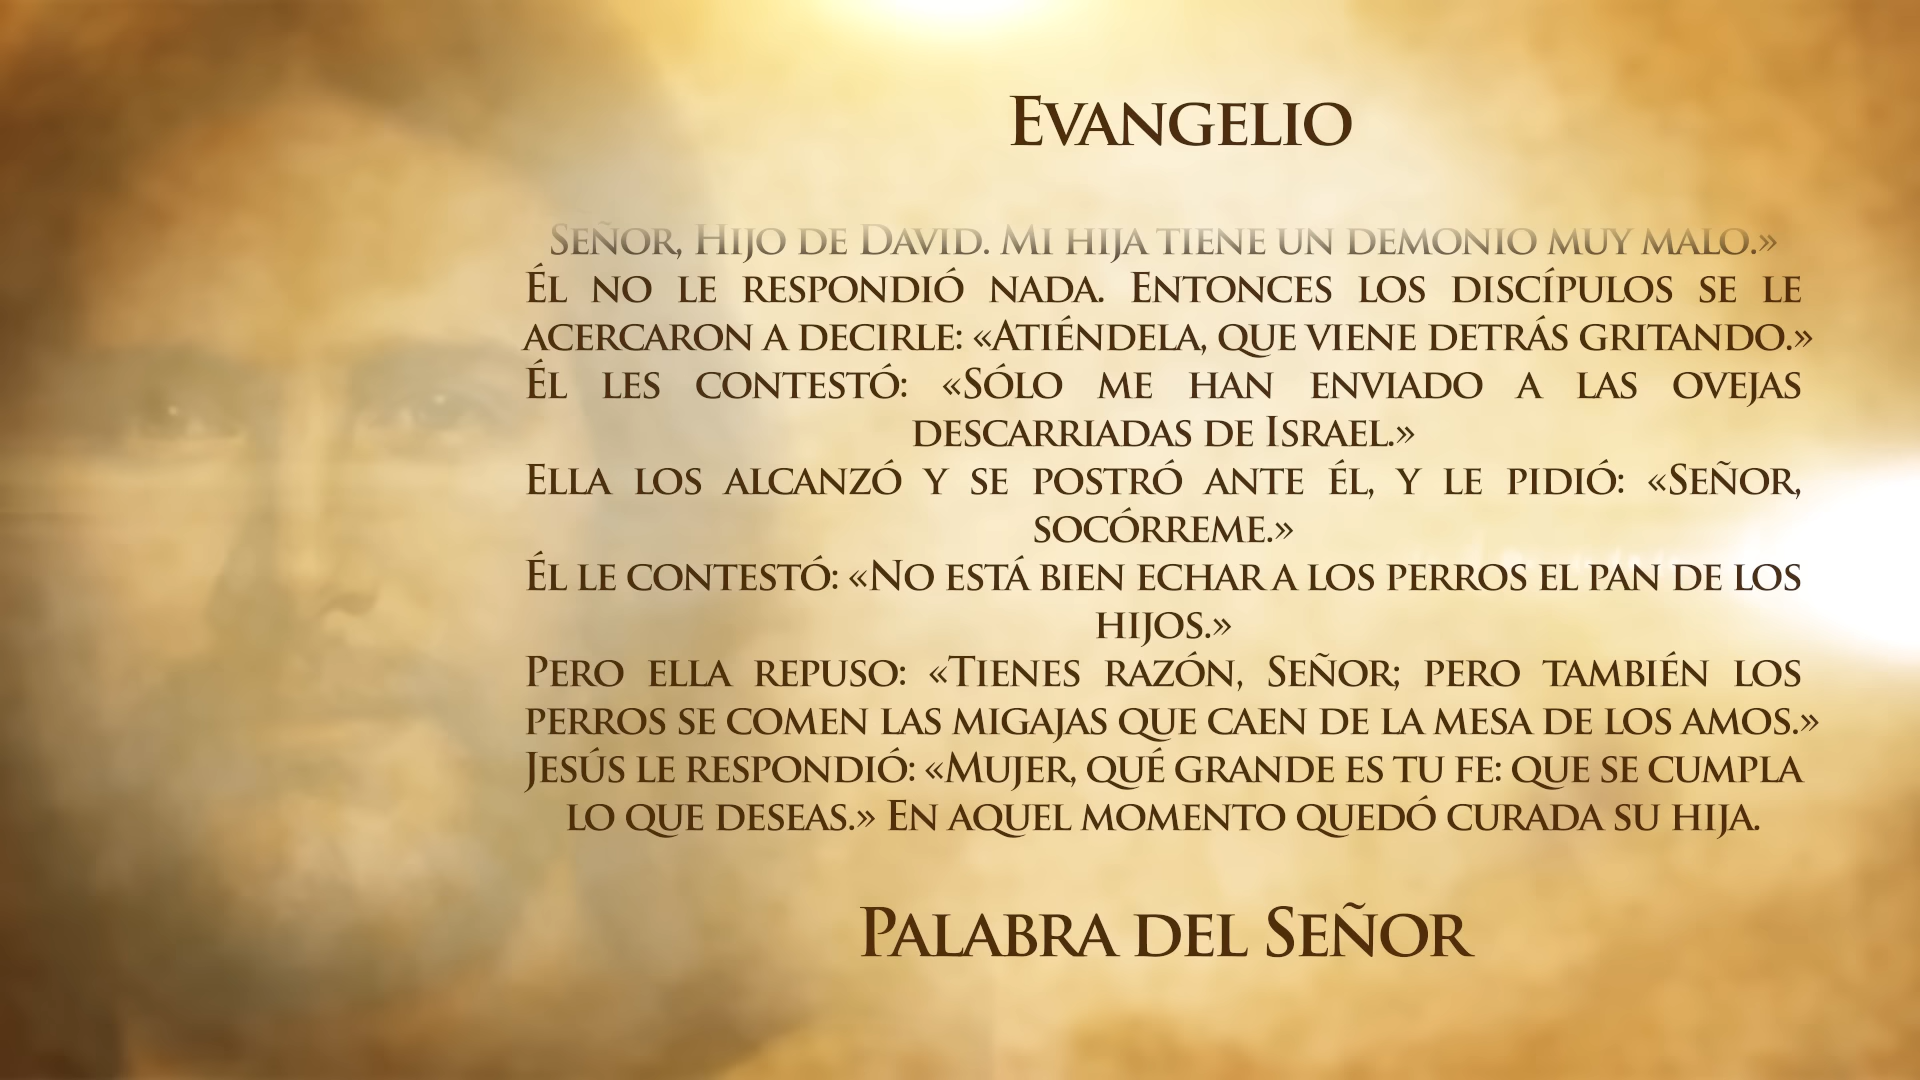 Evangelio
Señor, Hijo de David. Mi hija tiene un demonio muy malo.»
Él no le respondió nada. Entonces los discípulos se le
acercaron a decirle: «Atiéndela, que viene detrás gritando.»
Él les contestó: «Sólo me han enviado a las ovejas
descarriadas de Israel.»
Ella los alcanzó y se postró ante él, y le pidió: «Señor,
socórreme.»
Él le contestó: «No está bien echar a los perros el pan de los
hijos.»
Pero ella repuso: «Tienes razón, Señor; pero también los
perros se comen las migajas que caen de la mesa de los amos.»
Jesús le respondió: «Mujer, qué grande es tu fe: que se cumpla
lo que deseas.» En aquel momento quedó curada su hija.
Palabra del Señor